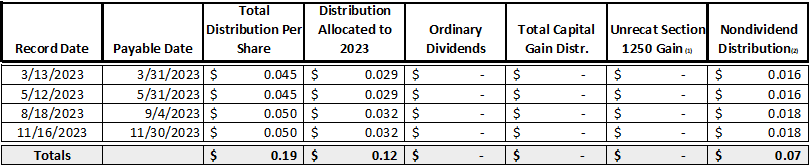 Record Date Payable Date Total Distribution Per Share Distribution Allocated to 2023 Ordinary Dividends Total Capital Gain Distr. Unrecat Section 1250 Gain (1) Nondividend Distribution(2)
3/13/2023 3/31/2023 $ 0.045 $ 0.029 $ - $ - $ - $ 0.016
5/12/2023 5/31/2023 $ 0.045 $ 0.029 $ - $ - $ - $ 0.016
8/18/2023 9/4/2023 $ 0.050 $ 0.032 $ - $ - $ - $ 0.018
11/16/2023 11/30/2023 $ 0.050 $ 0.032 $ - $ - $ - $ 0.018
Totals $ 0.19 $ 0.12 $ - $ - $ - $ 0.07